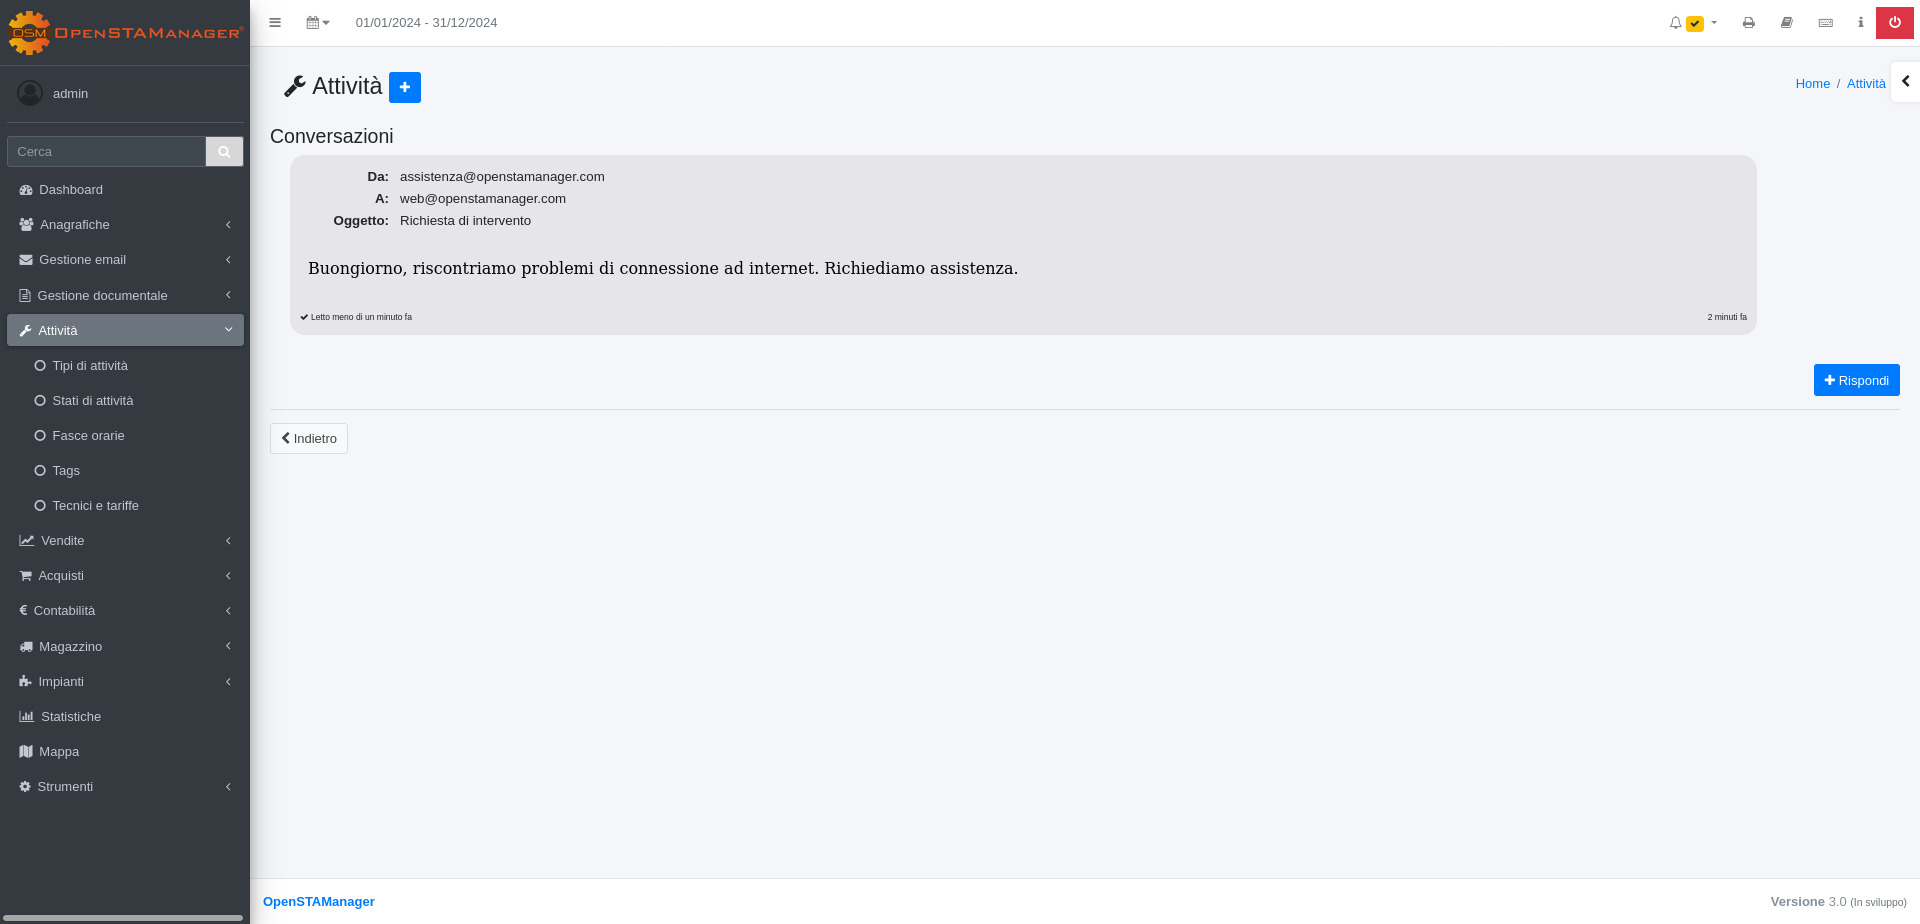 OSM OPENSTAMANAGER®
01/01/2024 - 31/12/2024
admin
Cerca
Dashboard
Anagrafiche
Gestione email
Gestione documentale
Attività
Tipi di attività
Stati di attività
Fasce orarie
Tags
Tecnici e tariffe
Vendite
Acquisti
Contabilità
Magazzino
Impianti
Statistiche
Mappa
Strumenti
Attività
Home / Attività
Conversazioni
Da: assistenza@openstamanager.com
A: web@openstamanager.com
Oggetto: Richiesta di intervento
Buongiorno, riscontriamo problemi di connessione ad internet. Richiediamo assistenza.
Letto meno di un minuto fa 2 minuti fa
Rispondi
Indietro
OpenSTAManager Versione 3.0 (In sviluppo)